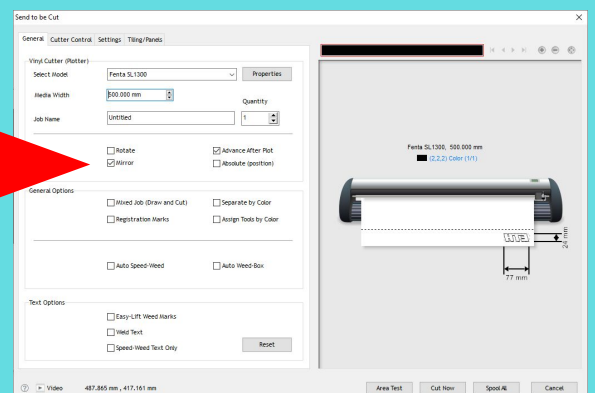 Send to be Cut
General Cutter Control Settings Tiling/Panels
Vinyl Cutter (Plotter)
Select Model Fenta SL1300 Properties
Media Width 500.000 mm
Quantity
Job Name Untitled 1
Rotate Advance After Plot
Mirror Absolute (position)
General Options
Mixed Job (Draw and Cut) Separate by Color
Registration Marks Assign Tools by Color
Auto Speed-Weed Auto Weed-Box
Text Options
Easy-Lift Weed Marks
Weld Text
Speed-Weed Text Only Reset
Video 487.865 mm , 417.161 mm
Fenta SL1300, 500.000 mm
(2,2,2) Color (1/1)
24 mm
77 mm
Area Test Cut Now Spool All Cancel